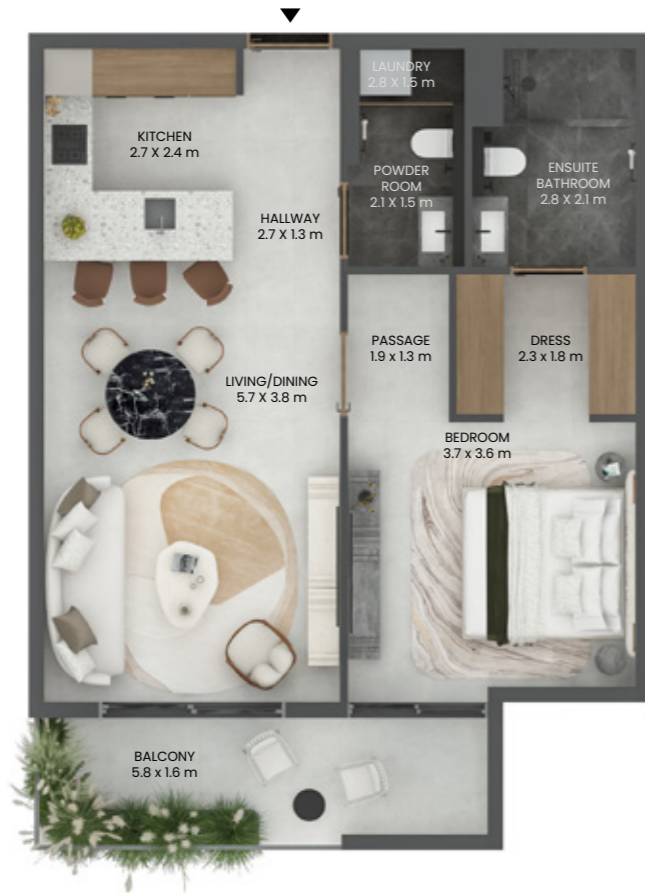 LAUNDRY
2.8 X 1.5 m
KITCHEN
2.7 X 2.4 m
POWDER
ROOM
2.1 X 1.5 m
ENSUITE
BATHROOM
2.8 X 2.1 m
HALLWAY
2.7 X 1.3 m
PASSAGE
1.9 x 1.3 m
DRESS
2.3 x 1.8 m
LIVING/DINING
5.7 X 3.8 m
BEDROOM
3.7 x 3.6 m
BALCONY
5.8 x 1.6 m